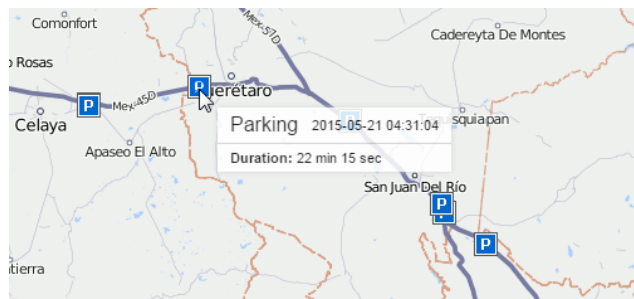 Comonfort
Mex-57D
Cadereyta De Montes
Rosas
P
Querétaro
P
Mex-45D
Celaya
Parking 2015-05-21 04:31:04
squiapan
Apaseo El Alto
Duration: 22 min 15 sec
San Juan Del Río
P
P
tierra